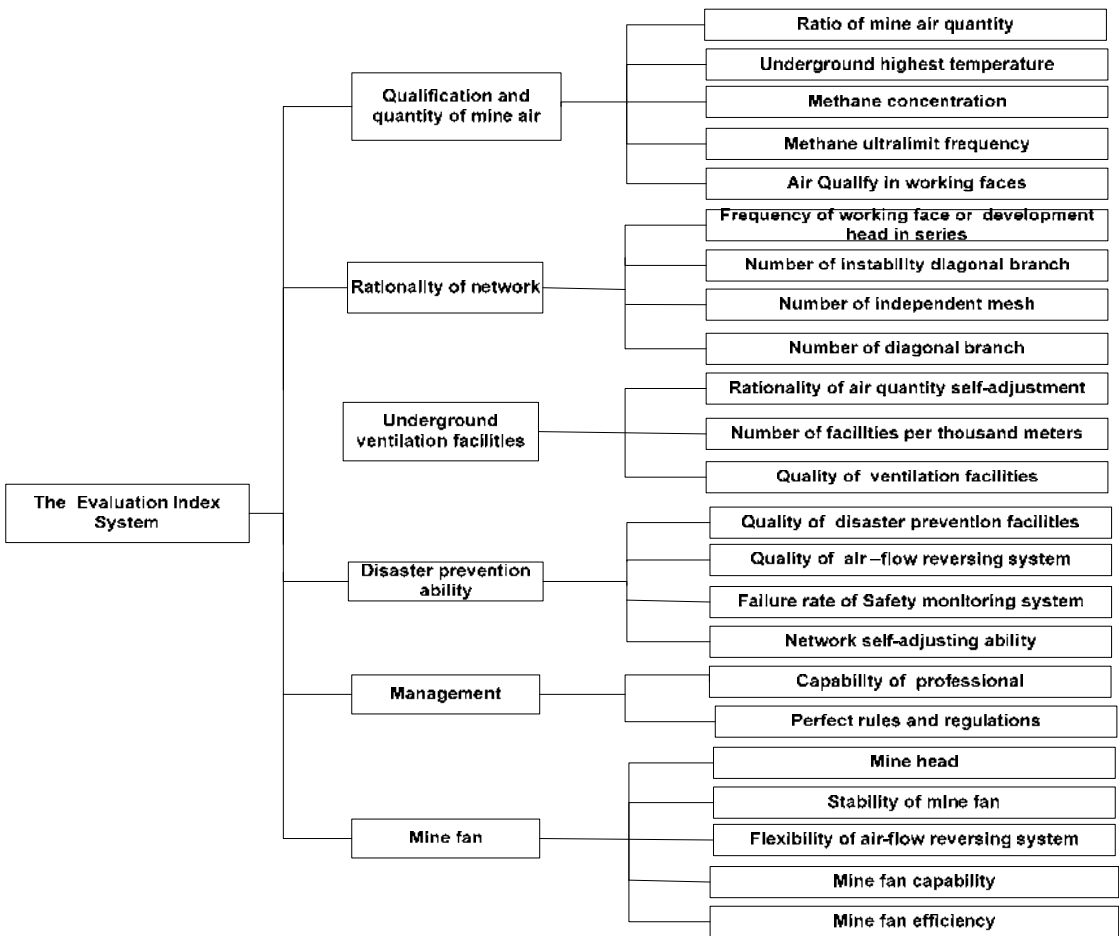 Ratio of mine air quantity
Underground highest temperature
Qualification and
quantity of mine air
Methane concentration
Methane ultralimit frequency
Air Qualify in working faces
Frequency of working face or development
head in series
Number of instability diagonal branch
Rationality of network
Number of independent mesh
Number of diagonal branch
Rationality of air quantity self-adjustment
Underground
ventilation facilities
Number of facilities per thousand meters
Quality of ventilation facilities
The Evaluation Index
System
Quality of disaster prevention facilities
Quality of air –flow reversing system
Disaster prevention
ability
Failure rate of Safety monitoring system
Network self-adjusting ability
Capability of professional
Management
Perfect rules and regulations
Mine head
Stability of mine fan
Mine fan
Flexibility of air-flow reversing system
Mine fan capability
Mine fan efficiency